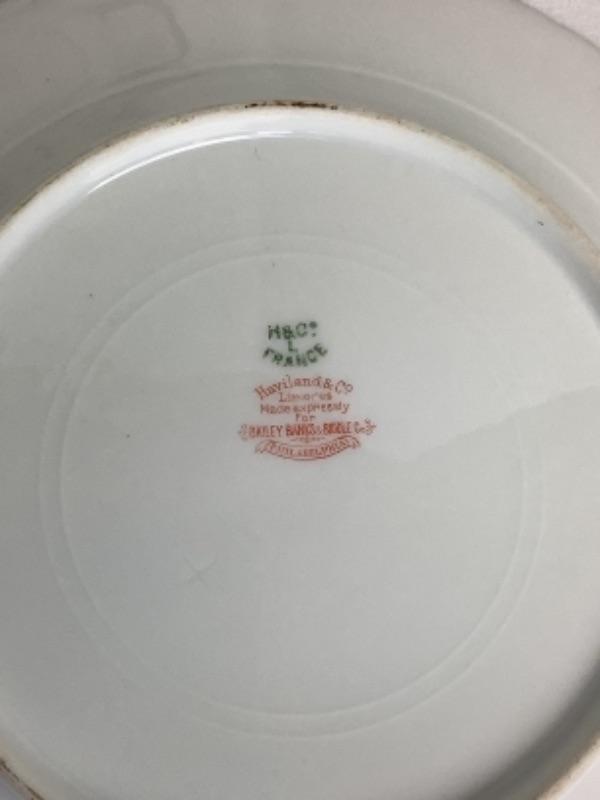 H&Co
L
FRANCE
Haviland & Co
Limoges
Made expressly
For
BAILEY BANKS & BIDDLE Co
PHILADELPHIA